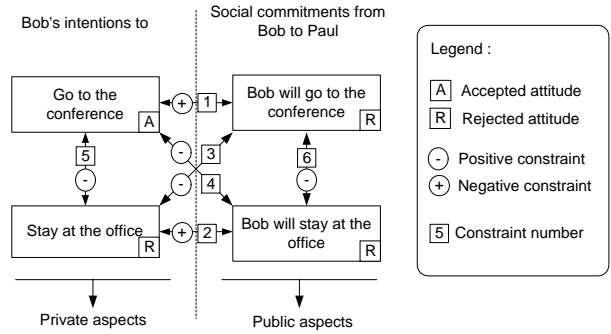 Bob's intentions to
Social commitments from
Bob to Paul
Go to the
conference
A
+
1
Bob will go to the
conference
R
5
-
-
3
-
4
6
-
Stay at the office
R
+
2
Bob will stay at the
office
R
Private aspects
Public aspects
Legend :
A Accepted attitude
R Rejected attitude
- Positive constraint
+ Negative constraint
5 Constraint number